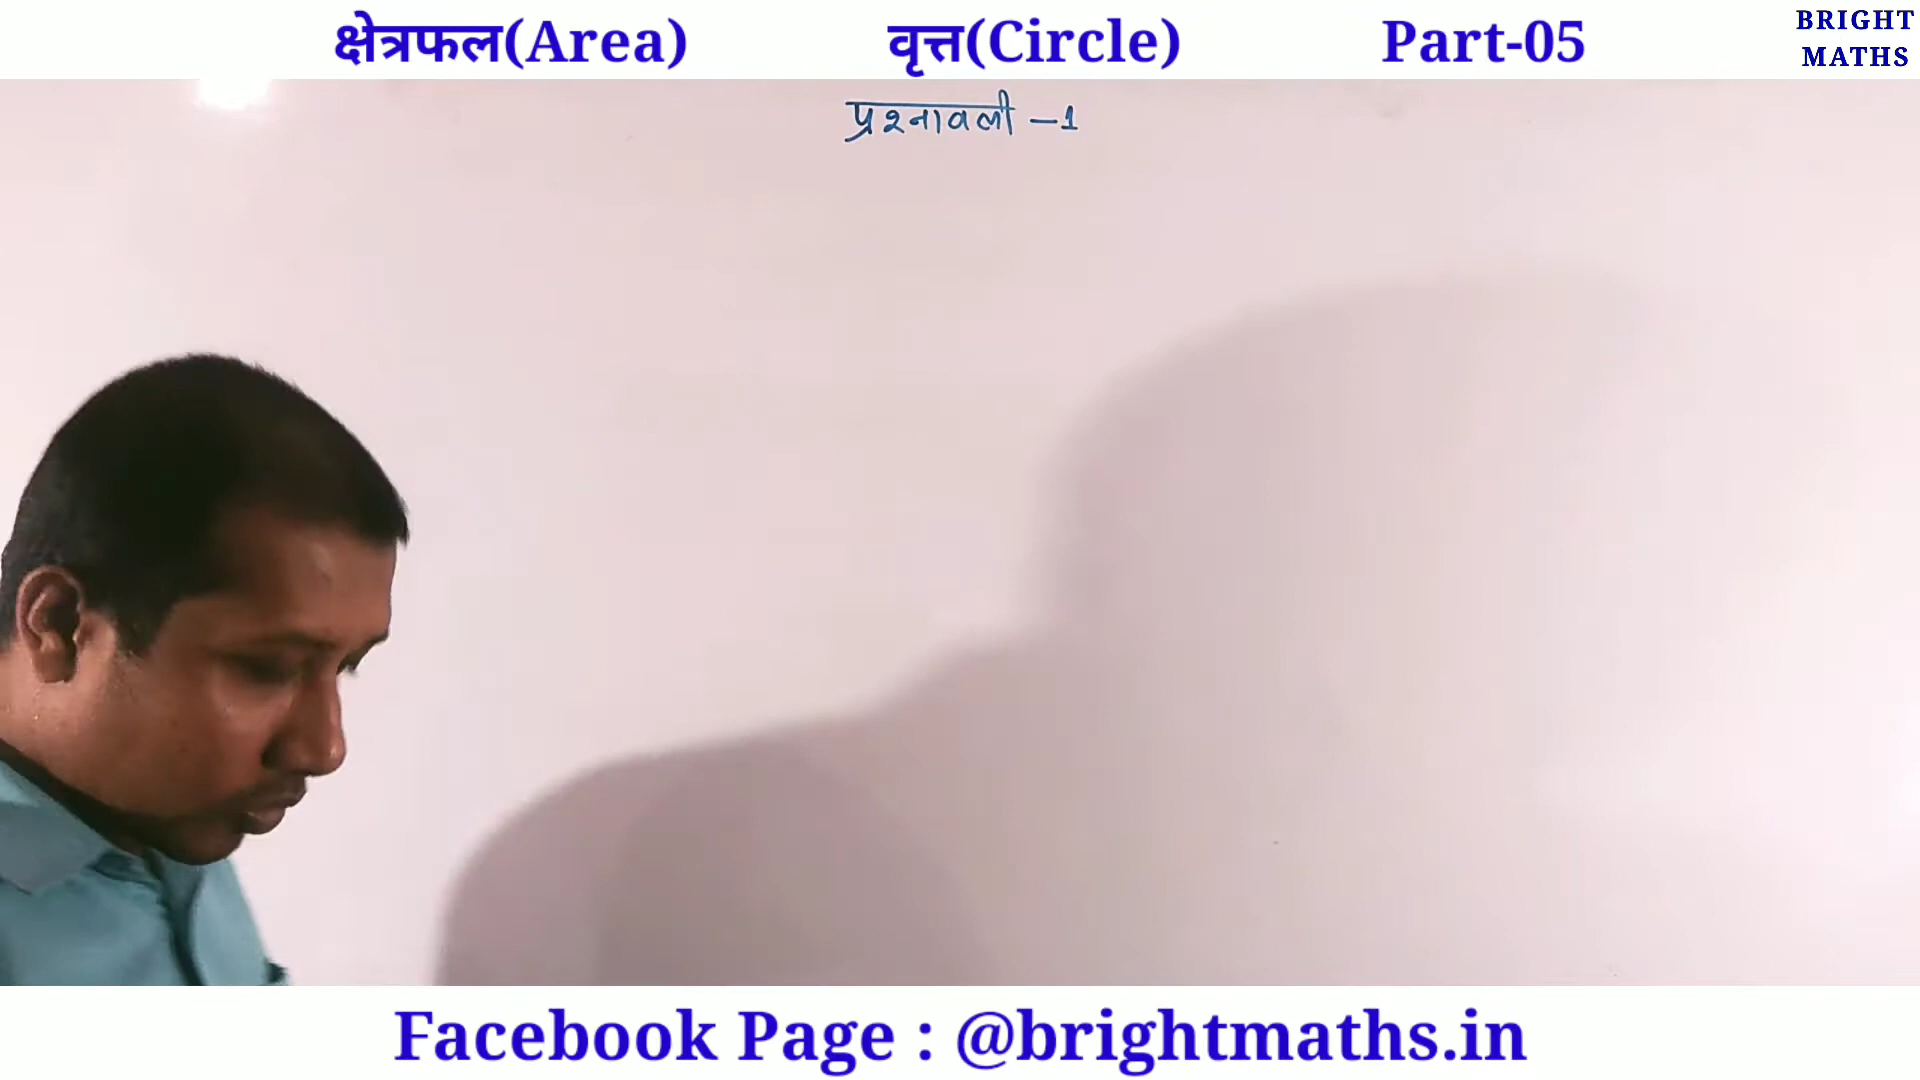 क्षेत्रफल(Area) वृत्त(Circle) Part-05
BRIGHT
MATHS
प्रश्नावली -1
Facebook Page : @brightmaths.in